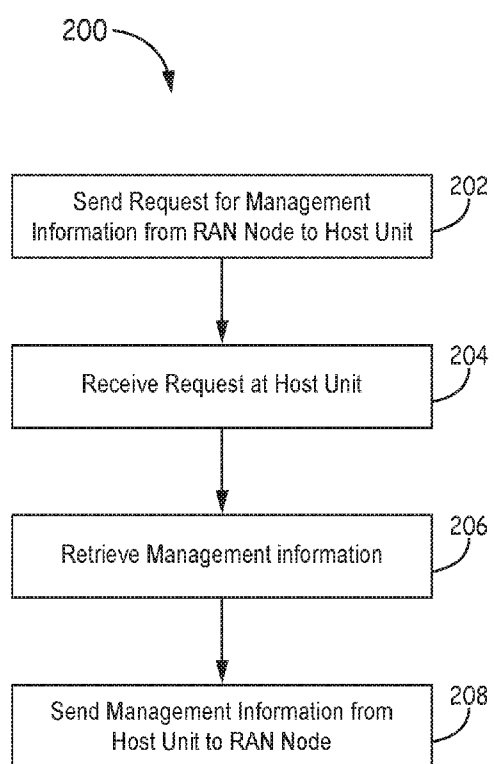 200
Send Request for Management
Information from RAN Node to Host Unit
202
Receive Request at Host Unit
204
Retrieve Management information
206
Send Management Information from
Host Unit to RAN Node
208